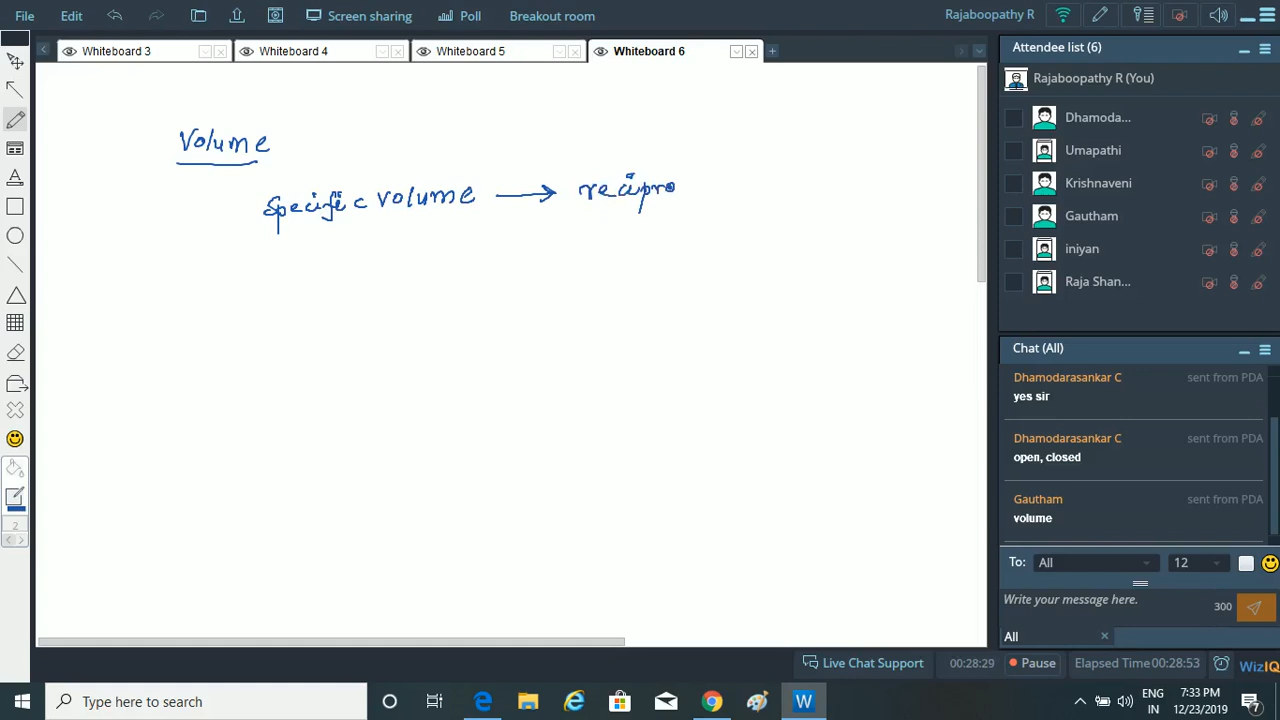 File Edit Screen sharing Poll Breakout room Rajaboopathy R
Whiteboard 3 Whiteboard 4 Whiteboard 5 Whiteboard 6
Attendee list (6)
Rajaboopathy R (You)
Dhamoda...
Umapathi
Krishnaveni
Gautham
iniyan
Raja Shan...
Volume
Specific volume → recipro
Chat (All)
Dhamodarasankar C sent from PDA
yes sir
Dhamodarasankar C sent from PDA
open, closed
Gautham sent from PDA
volume
To: All 12
Write your message here. 300
All
2
Live Chat Support 00:28:29 Pause Elapsed Time 00:28:53 WizIQ
Type here to search
ENG 7:33 PM
IN 12/23/2019 7